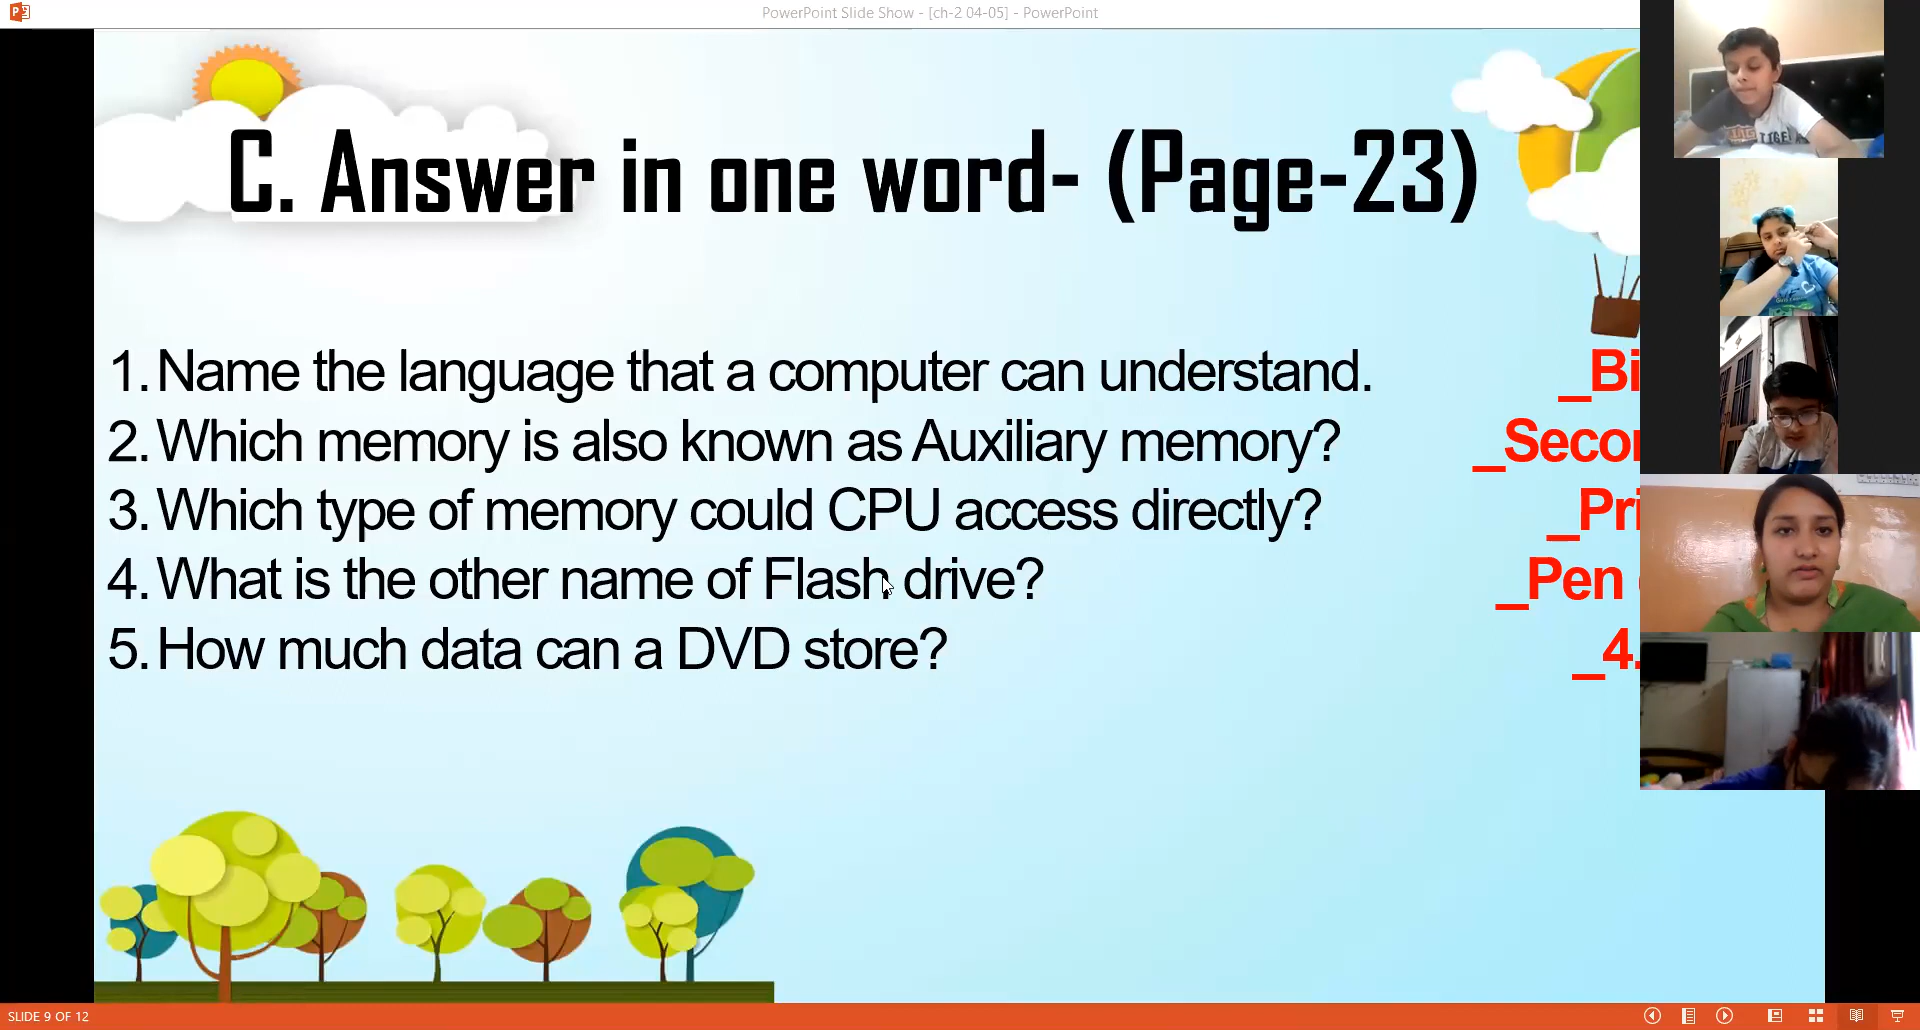 PowerPoint Slide Show - [ch-2 04-05] - PowerPoint
C. Answer in one word- (Page-23)
1. Name the language that a computer can understand. _Bi
2. Which memory is also known as Auxiliary memory? _Secon
3. Which type of memory could CPU access directly? _Pri
4. What is the other name of Flash drive? _Pen
5. How much data can a DVD store? _4.
SLIDE 9 OF 12